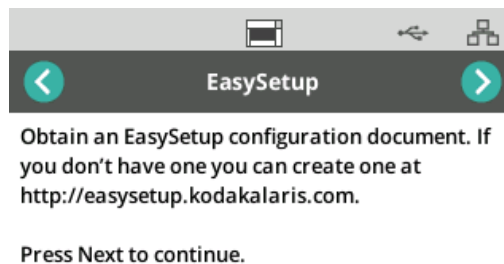 EasySetup
Obtain an EasySetup configuration document. If
you don't have one you can create one at
http://easysetup.kodakalaris.com.
Press Next to continue.